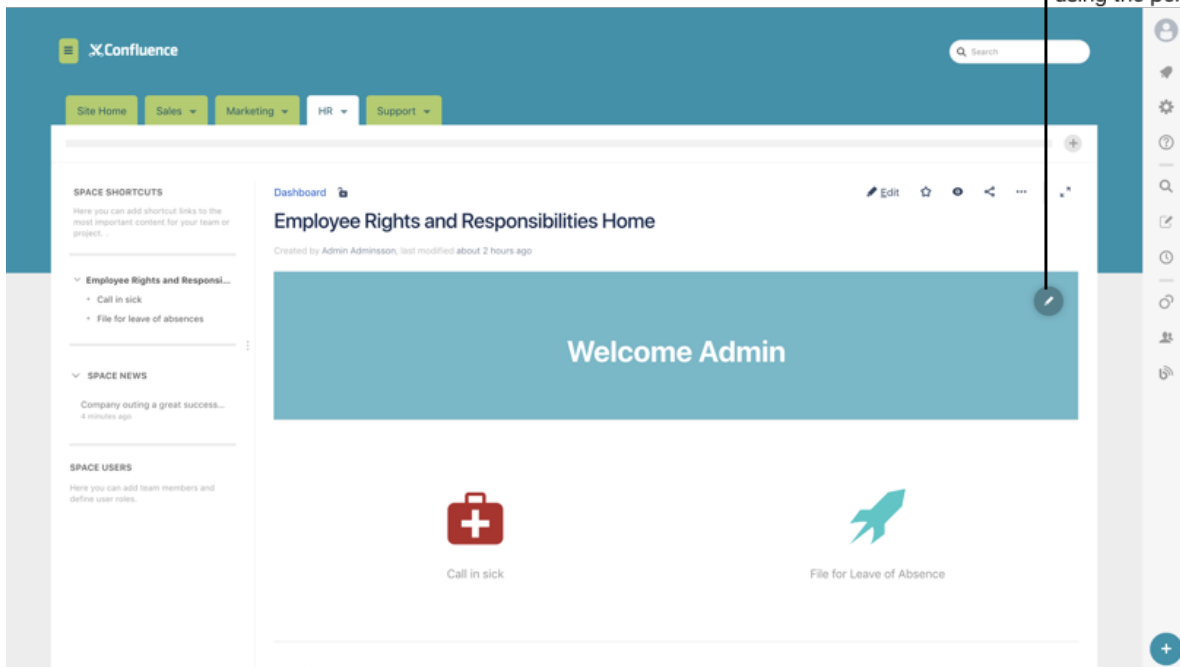 using the pe
Confluence
Search
Site Home
Sales
Marketing
HR
Support
SPACE SHORTCUTS
Here you can add shortcut links to the
most important content for your team or
project. .
Employee Rights and Responsi...
Call in sick
File for leave of absences
SPACE NEWS
Company outing a great success...
4 minutes ago
SPACE USERS
Here you can add team members and
define user roles.
Dashboard
Edit
Employee Rights and Responsibilities Home
Created by Admin Adminsson, last modified about 2 hours ago
Welcome Admin
Call in sick
File for Leave of Absence